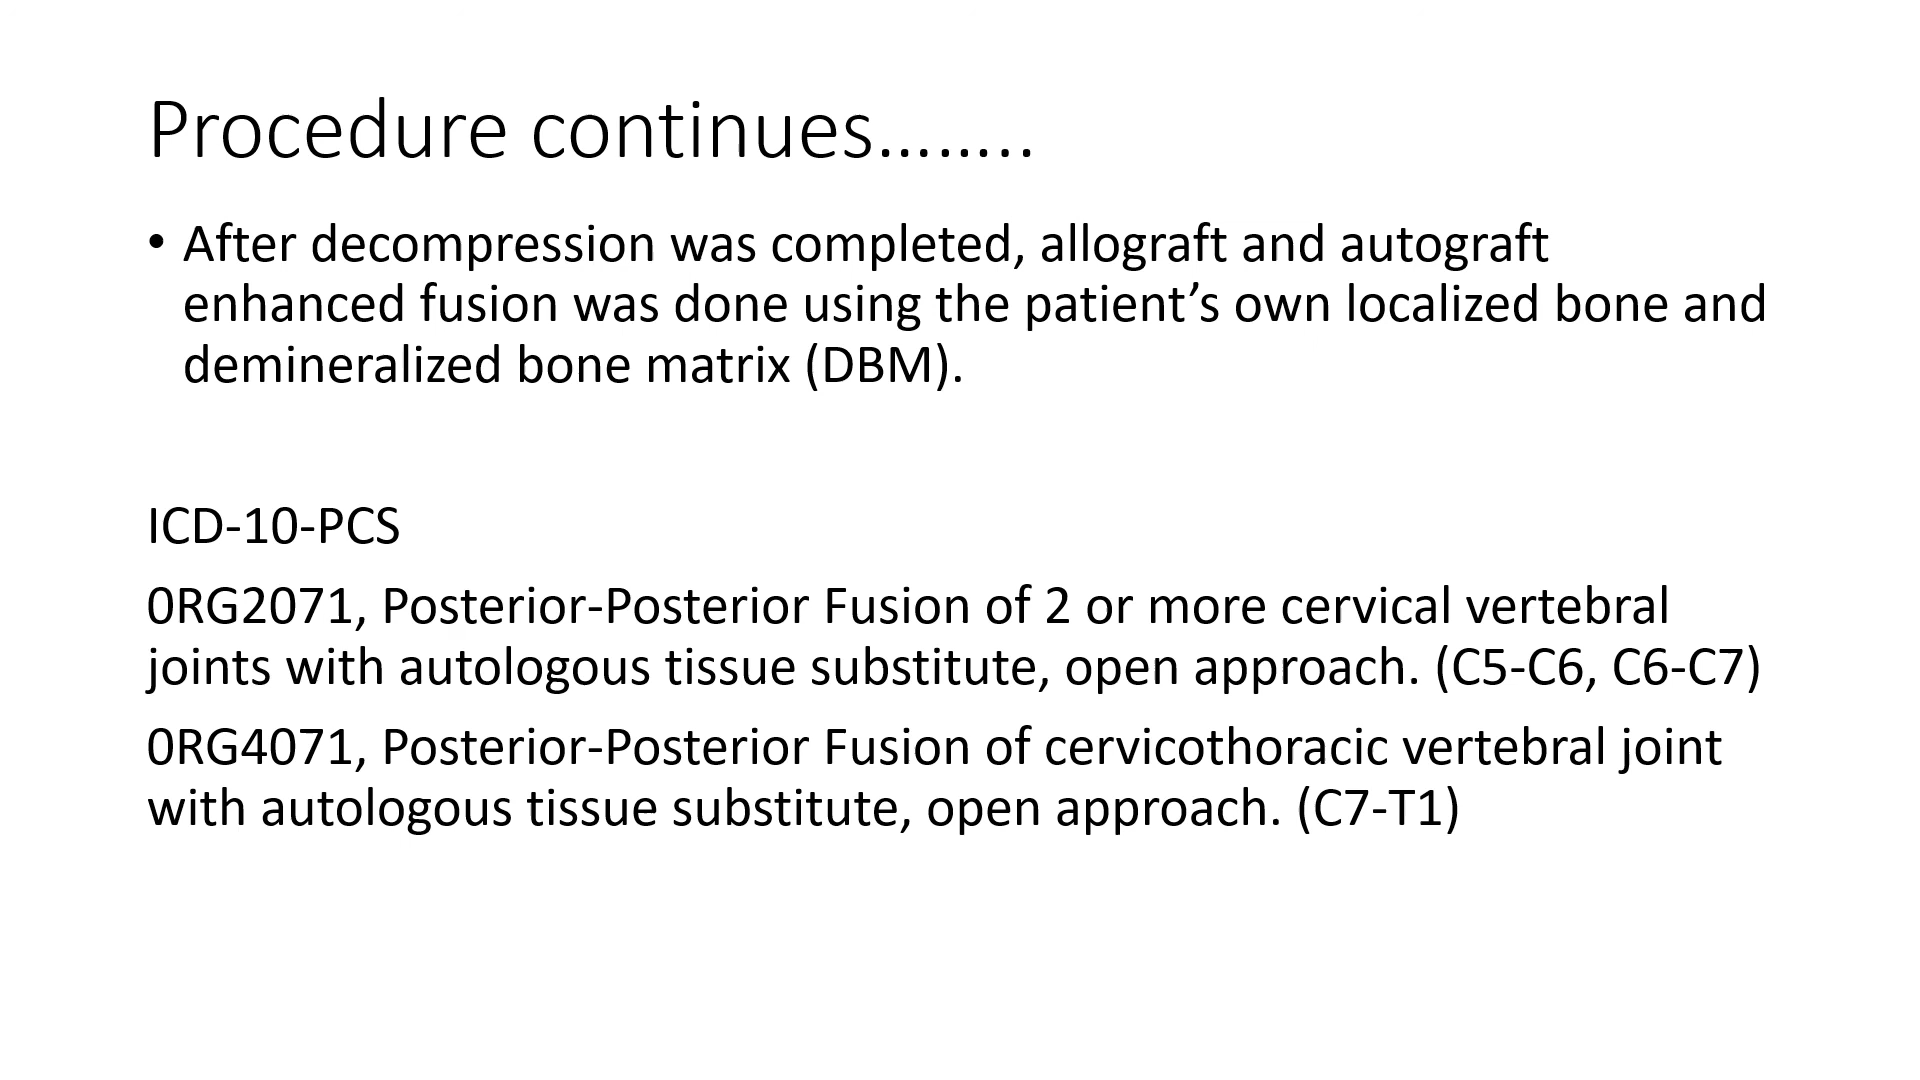 Procedure continues……..
• After decompression was completed, allograft and autograft
enhanced fusion was done using the patient’s own localized bone and
demineralized bone matrix (DBM).
ICD-10-PCS
0RG2071, Posterior-Posterior Fusion of 2 or more cervical vertebral
joints with autologous tissue substitute, open approach. (C5-C6, C6-C7)
0RG4071, Posterior-Posterior Fusion of cervicothoracic vertebral joint
with autologous tissue substitute, open approach. (C7-T1)